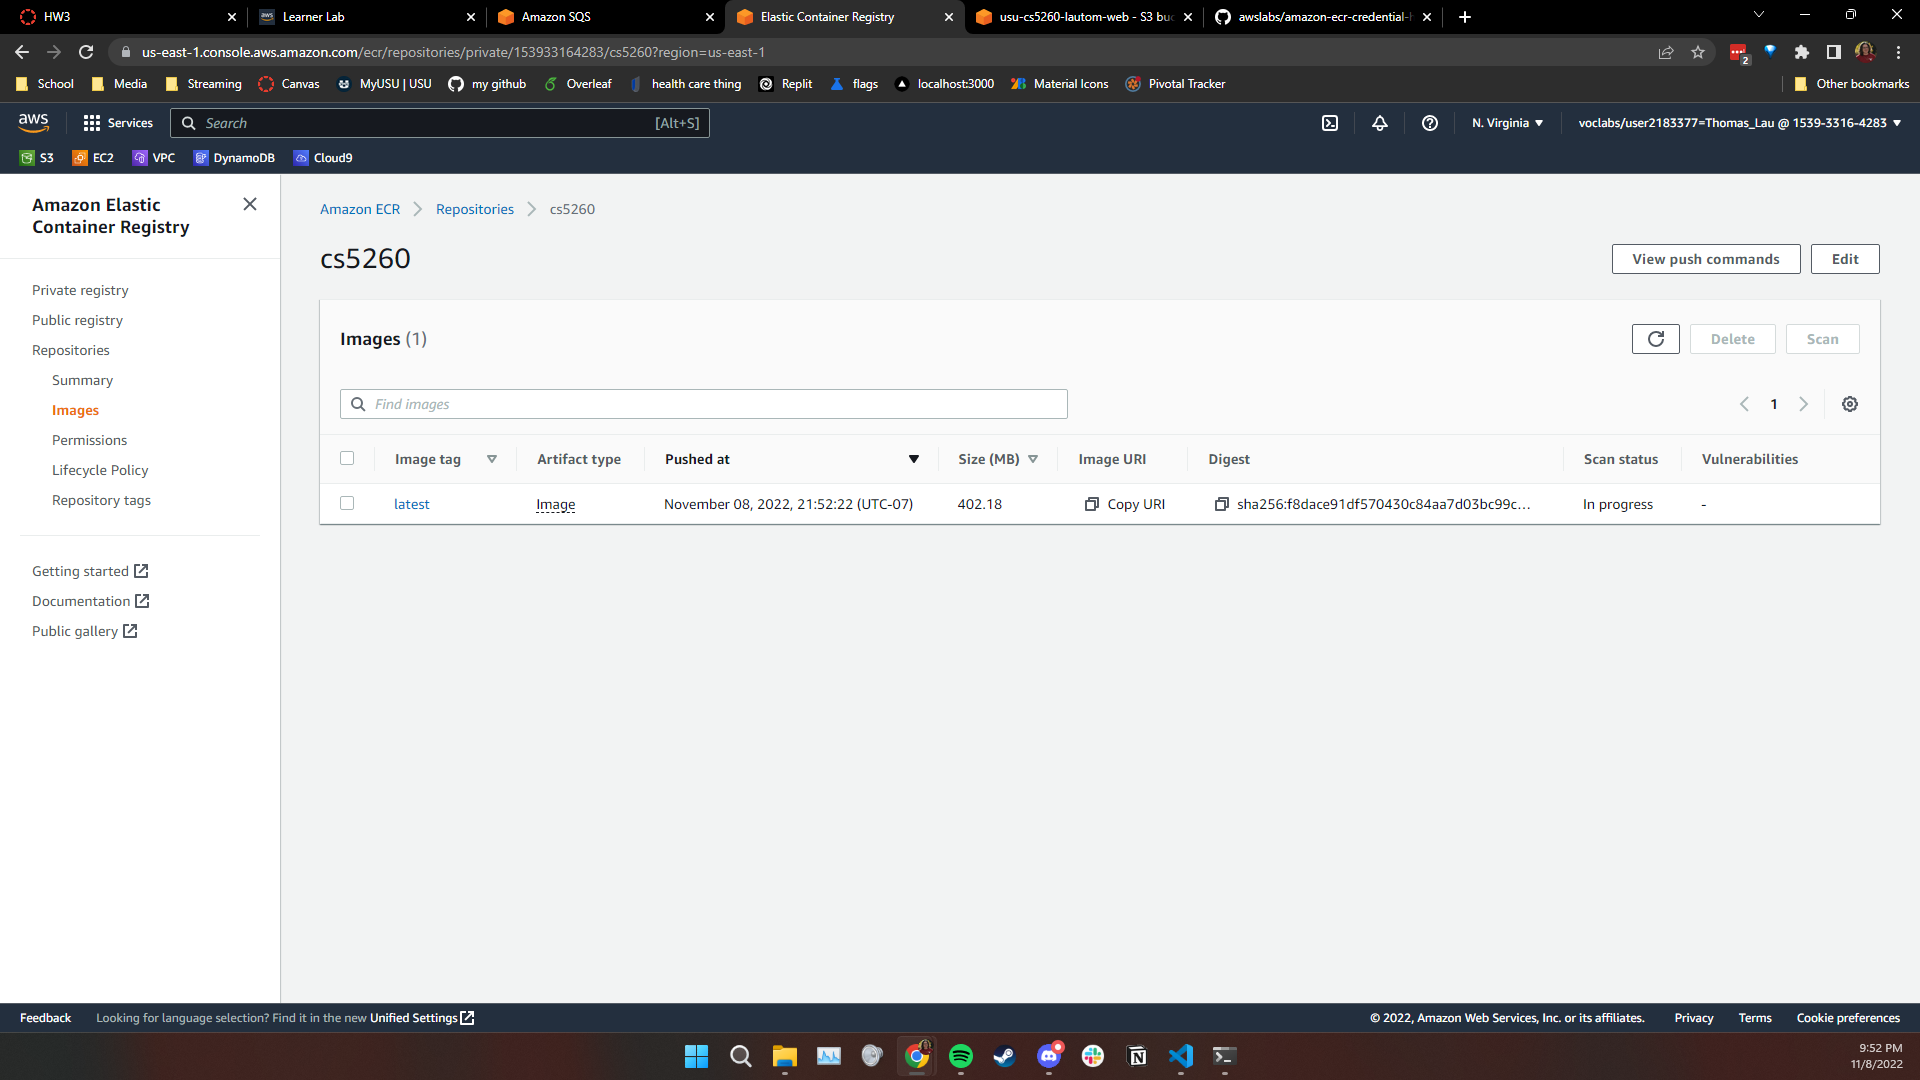 HW3
Learner Lab
Amazon SQS
Elastic Container Registry
usu-cs5260-lautom-web - S3 buc
awslabs/amazon-ecr-credential-
us-east-1.console.aws.amazon.com/ecr/repositories/private/153933164283/cs5260?region=us-east-1
2
School
Media
Streaming
Canvas
MyUSU | USU
my github
Overleaf
health care thing
Replit
flags
localhost:3000
Material Icons
Pivotal Tracker
Other bookmarks
aws
Services
Search
[Alt+S]
N. Virginia
voclabs/user2183377=Thomas_Lau @ 1539-3316-4283
S3
EC2
VPC
DynamoDB
Cloud9
Amazon Elastic
Container Registry
Private registry
Public registry
Repositories
Summary
Images
Permissions
Lifecycle Policy
Repository tags
Getting started
Documentation
Public gallery
Amazon ECR
Repositories
cs5260
cs5260
View push commands
Edit
Images (1)
Delete
Scan
Find images
1
Image tag
Artifact type
Pushed at
Size (MB)
Image URI
Digest
Scan status
Vulnerabilities
latest
Image
November 08, 2022, 21:52:22 (UTC-07)
402.18
Copy URI
sha256:f8dace91df570430c84aa7d03bc99c...
In progress
-
Feedback
Looking for language selection? Find it in the new Unified Settings
© 2022, Amazon Web Services, Inc. or its affiliates.
Privacy
Terms
Cookie preferences
9:52 PM
11/8/2022